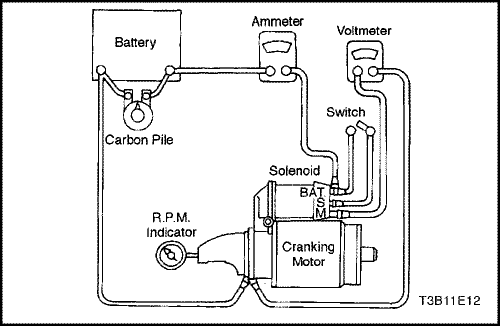 Ammeter
Voltmeter
Battery
Switch
Carbon Pile
Solenoid
BAT
S
M
R.P.M.
Indicator
Cranking
Motor
T3B11E12